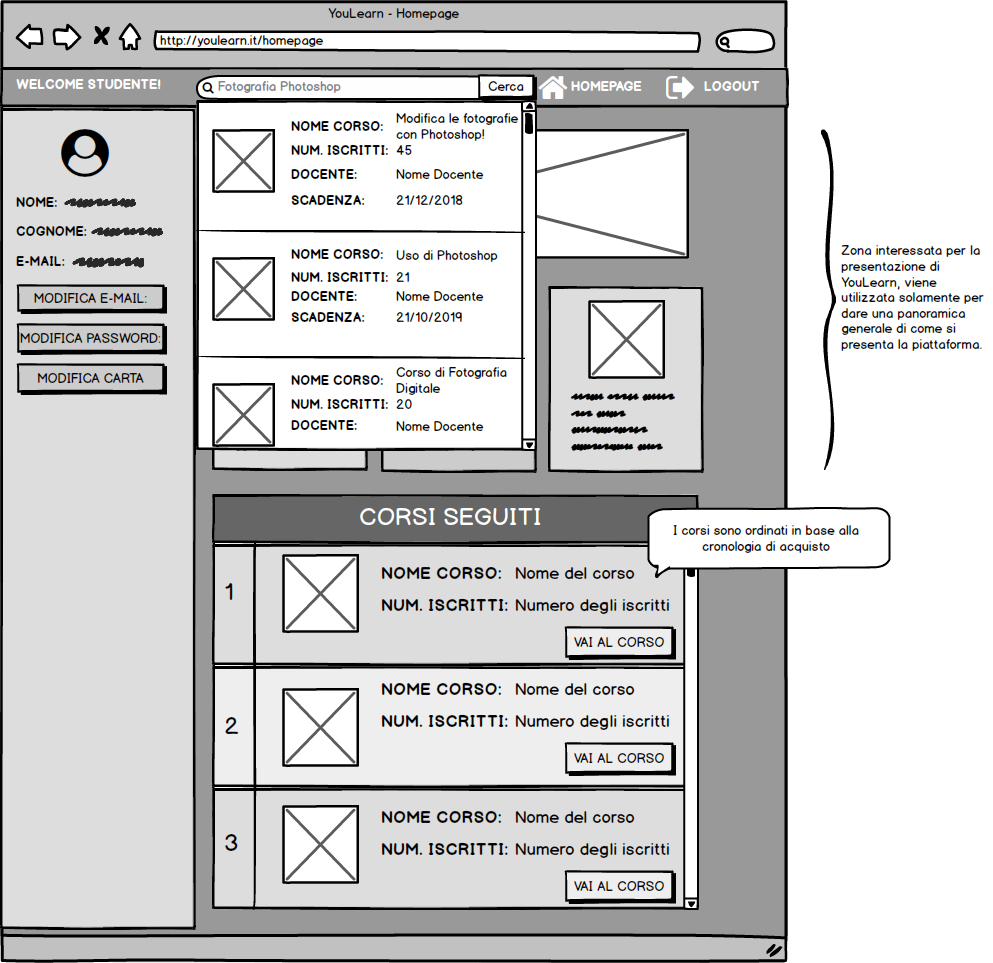 YouLearn - Homepage
http://youlearn.it/homepage
WELCOME STUDENTE!
Fotografia Photoshop
Cerca
HOMEPAGE
LOGOUT
NOME:
COGNOME:
E-MAIL:
MODIFICA E-MAIL:
MODIFICA PASSWORD:
MODIFICA CARTA
NOME CORSO: Modifica le fotografie
con Photoshop!
NUM. ISCRITTI: 45
DOCENTE: Nome Docente
SCADENZA: 21/12/2018
NOME CORSO: Uso di Photoshop
NUM. ISCRITTI: 21
DOCENTE: Nome Docente
SCADENZA: 21/10/2019
NOME CORSO: Corso di Fotografia
Digitale
NUM. ISCRITTI: 20
DOCENTE: Nome Docente
Zona interessata per la
presentazione di
YouLearn, viene
utilizzata solamente per
dare una panoramica
generale di come si
presenta la piattaforma.
CORSI SEGUITI
I corsi sono ordinati in base alla
cronologia di acquisto
1
NOME CORSO: Nome del corso
NUM. ISCRITTI: Numero degli iscritti
VAI AL CORSO
2
NOME CORSO: Nome del corso
NUM. ISCRITTI: Numero degli iscritti
VAI AL CORSO
3
NOME CORSO: Nome del corso
NUM. ISCRITTI: Numero degli iscritti
VAI AL CORSO